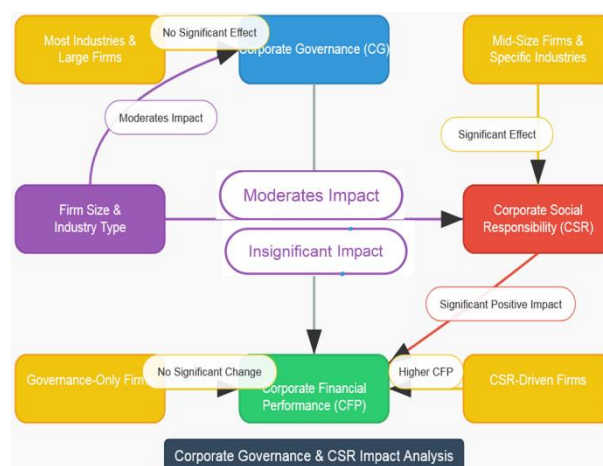 Most Industries &
Large Firms
No Significant Effect
Corporate Governance (CG)
Mid-Size Firms &
Specific Industries
Moderates Impact
Significant Effect
Firm Size &
Industry Type
Moderates Impact
Insignificant Impact
Corporate Social
Responsibility (CSR)
Significant Positive Impact
Governance-Only Firms
No Significant Change
Corporate Financial
Performance (CFP)
Higher CFP
CSR-Driven Firms
Corporate Governance & CSR Impact Analysis